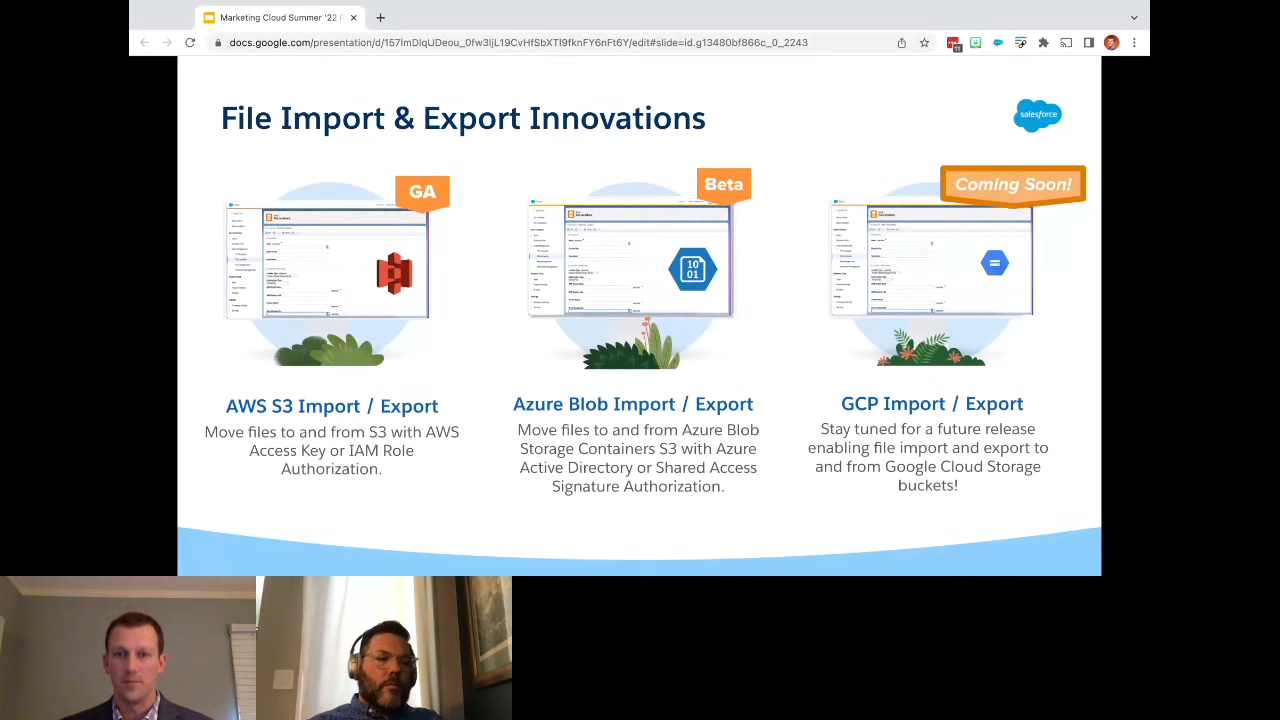 Marketing Cloud Summer '22 R
docs.google.com/presentation/d/157lmDlqUDeou_0fw3ljL19CvHfSbXTl9fknFY6nFt6Y/edit#slide=id.g13480bf866c_0_2243
11
File Import & Export Innovations
salesforce
GA
Beta
Coming Soon!
10
01
AWS S3 Import / Export
Move files to and from S3 with AWS
Access Key or IAM Role
Authorization.
Azure Blob Import / Export
Move files to and from Azure Blob
Storage Containers S3 with Azure
Active Directory or Shared Access
Signature Authorization.
GCP Import / Export
Stay tuned for a future release
enabling file import and export to
and from Google Cloud Storage
buckets!